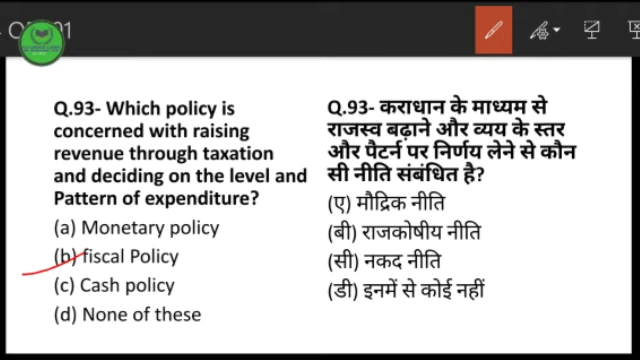 Q.93- Which policy is
concerned with raising
revenue through taxation
and deciding on the level and
Pattern of expenditure?
(a) Monetary policy
(b) fiscal Policy
(c) Cash policy
(d) None of these
Q.93- कराधान के माध्यम से
राजस्व बढ़ाने और व्यय के स्तर
और पैटर्न पर निर्णय लेने से कौन
सी नीति संबंधित है?
(ए) मौद्रिक नीति
(बी) राजकोषीय नीति
(सी) नकद नीति
(डी) इनमें से कोई नहीं